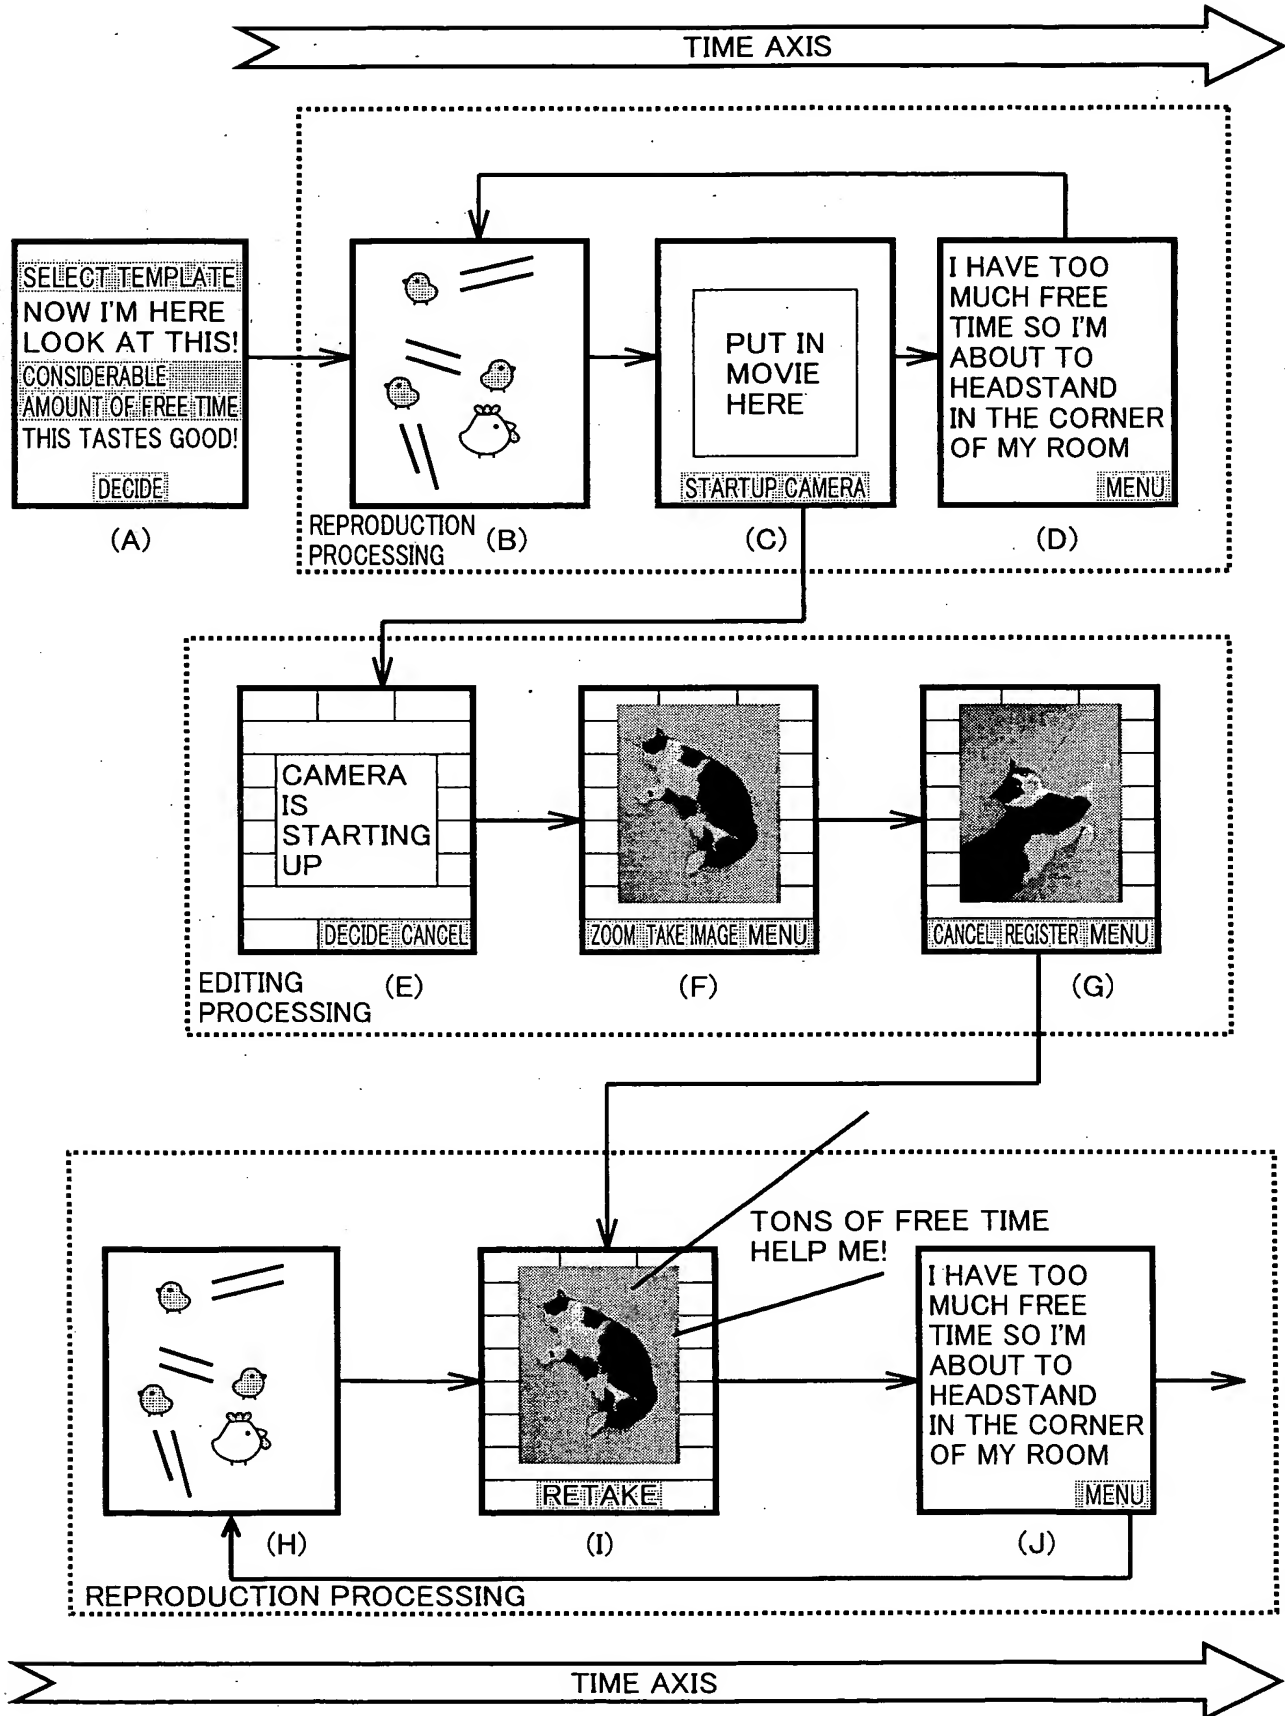 TIME AXIS
SELECT TEMPLATE
NOW I'M HERE
LOOK AT THIS!
CONSIDERABLE
AMOUNT OF FREE TIME
THIS TASTES GOOD!
DECIDE
(A)
REPRODUCTION
PROCESSING
(B)
PUT IN
MOVIE
HERE
STARTUP CAMERA
(C)
I HAVE TOO
MUCH FREE
TIME SO I'M
ABOUT TO
HEADSTAND
IN THE CORNER
OF MY ROOM
MENU
(D)
CAMERA
IS
STARTING
UP
DECIDE CANCEL
(E)
EDITING
PROCESSING
ZOOM TAKE IMAGE MENU
(F)
CANCEL REGISTER MENU
(G)
TONS OF FREE TIME
HELP ME!
(H)
RETAKE
(I)
I HAVE TOO
MUCH FREE
TIME SO I'M
ABOUT TO
HEADSTAND
IN THE CORNER
OF MY ROOM
MENU
(J)
REPRODUCTION PROCESSING
TIME AXIS